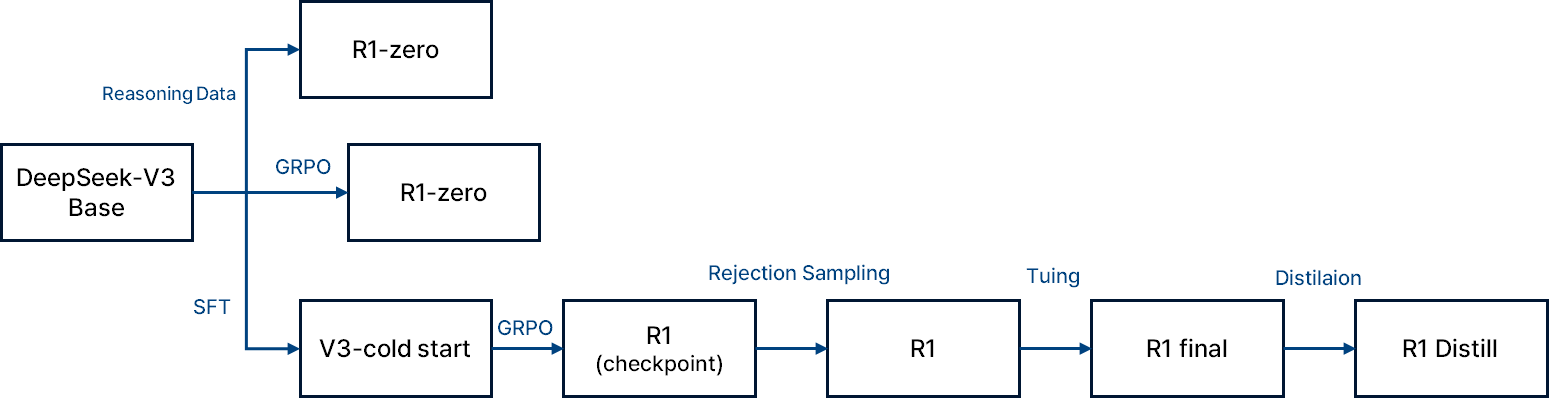 R1-zero
Reasoning Data
DeepSeek-V3
Base
GRPO
R1-zero
SFT
V3-cold start
GRPO
R1
(checkpoint)
Rejection Sampling
R1
Tuing
R1 final
Distilaion
R1 Distill